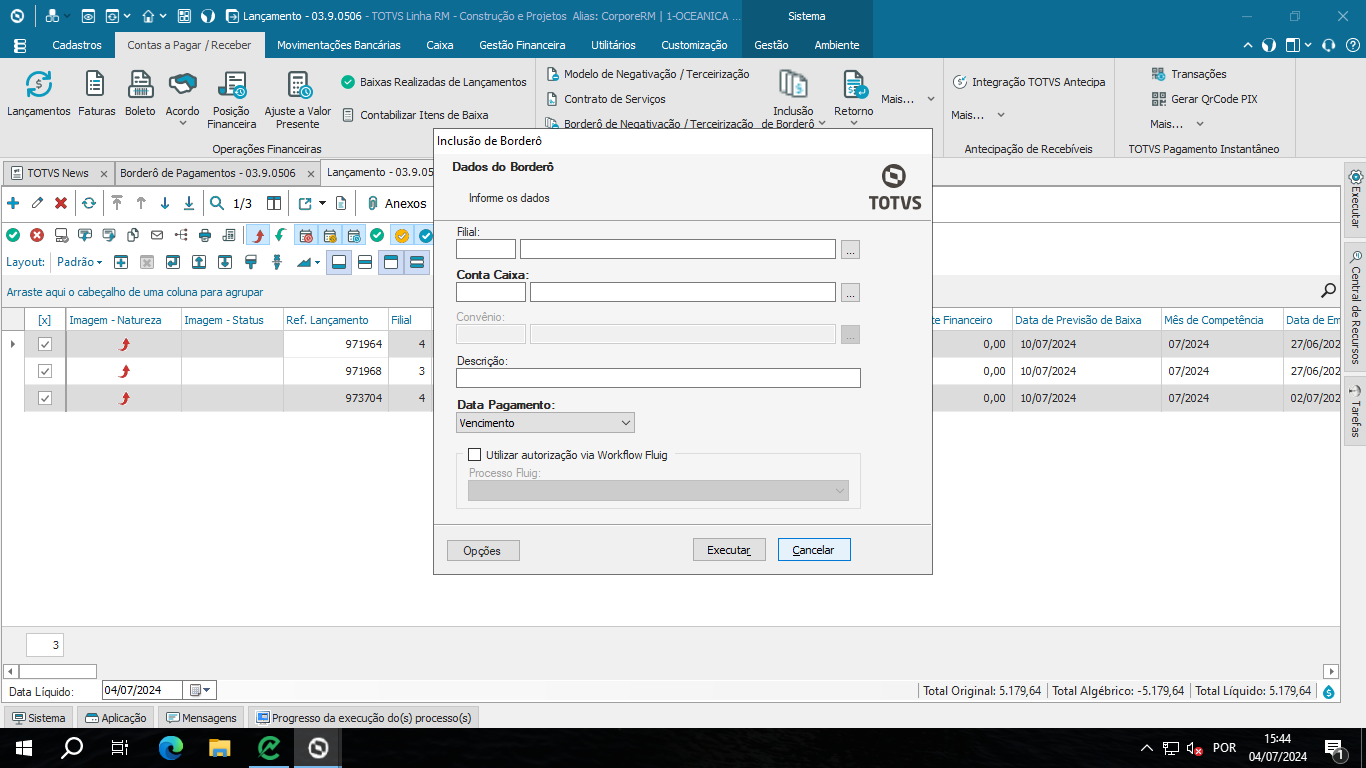 Lançamento - 03.9.0506 - TOTVS Linha RM - Construção e Projetos Alias: CorporeRM | 1-OCEANICA ...
Sistema
Cadastros
Contas a Pagar / Receber
Movimentações Bancárias
Caixa
Gestão Financeira
Utilitários
Customização
Gestão
Ambiente
Lançamentos
Faturas
Boleto
Acordo
Posição
Financeira
Ajuste a Valor
Presente
Baixas Realizadas de Lançamentos
Contabilizar Itens de Baixa
Operações Financeiras
Modelo de Negativação / Terceirização
Contrato de Serviços
Borderô de Negativação / Terceirização
Inclusão
de Borderô
Retorno
Mais...
Integração TOTVS Antecipa
Mais...
Antecipação de Recebíveis
Transações
Gerar QrCode PIX
Mais...
TOTVS Pagamento Instantâneo
TOTVS News
Borderô de Pagamentos - 03.9.0506
Lançamento - 03.9.05
1/3
Anexos
Layout:
Padrão
Arraste aqui o cabeçalho de uma coluna para agrupar
[x]
Imagem - Natureza
Imagem - Status
Ref. Lançamento
Filial
te Financeiro
Data de Previsão de Baixa
Mês de Competência
Data de Em
971964
4
0,00
10/07/2024
07/2024
27/06/202
971968
3
0,00
10/07/2024
07/2024
27/06/202
973704
4
0,00
10/07/2024
07/2024
02/07/202
Inclusão de Borderô
Dados do Borderô
Informe os dados
TOTVS
Filial:
...
Conta Caixa:
...
Convênio:
...
Descrição:
Data Pagamento:
Vencimento
Utilizar autorização via Workflow Fluig
Processo Fluig:
Opções
Executar
Cancelar
Executar
Central de Recursos
Tarefas
3
Data Líquido:
04/07/2024
Total Original: 5.179,64
Total Algébrico: -5.179,64
Total Líquido: 5.179,64
Sistema
Aplicação
Mensagens
Progresso da execução do(s) processo(s)
POR
15:44
04/07/2024
1